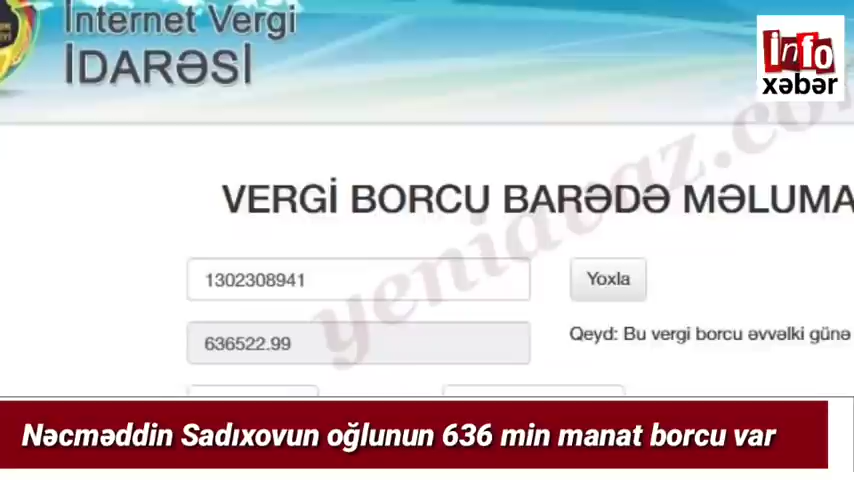 İnternet Vergi
İDARƏSİ
info
xəbər
VERGİ BORCU BARƏDƏ MƏLUMA
1302308941
Yoxla
636522.99
Qeyd: Bu vergi borcu əvvəlki günə
yeniavaz.co
Nəcməddin Sadıxovun oğlunun 636 min manat borcu var